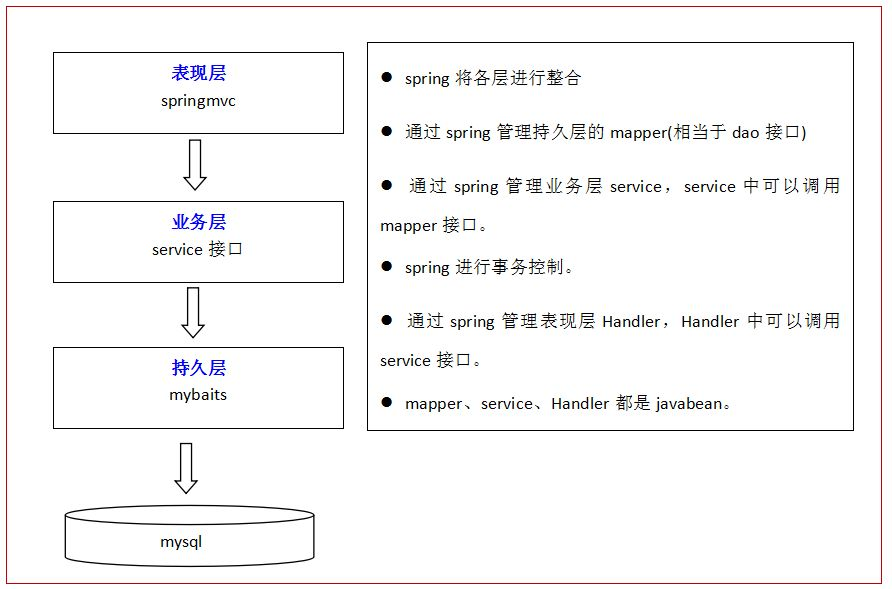 表现层
springmvc
业务层
service 接口
持久层
mybaits
mysql
● spring 将各层进行整合
● 通过 spring 管理持久层的 mapper(相当于 dao 接口)
● 通过 spring 管理业务层 service，service 中可以调用
mapper 接口。
● spring 进行事务控制。
● 通过 spring 管理表现层 Handler，Handler 中可以调用
service 接口。
● mapper、service、Handler 都是 javabean。